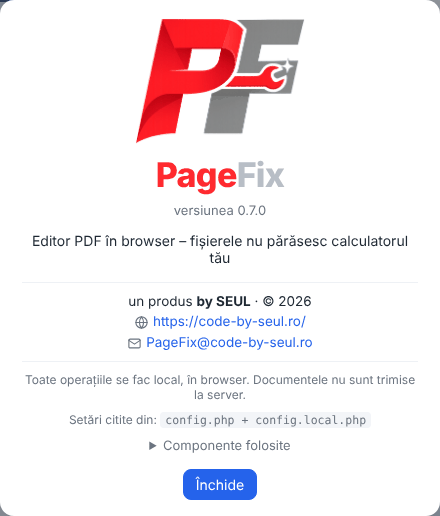 PF
PageFix
versiunea 0.7.0
Editor PDF în browser – fișierele nu părăsesc calculatorul
tău
un produs by SEUL · © 2026
https://code-by-seul.ro/
PageFix@code-by-seul.ro
Toate operațiile se fac local, în browser. Documentele nu sunt trimise
la server.
Setări citite din: config.php + config.local.php
Componente folosite
Închide